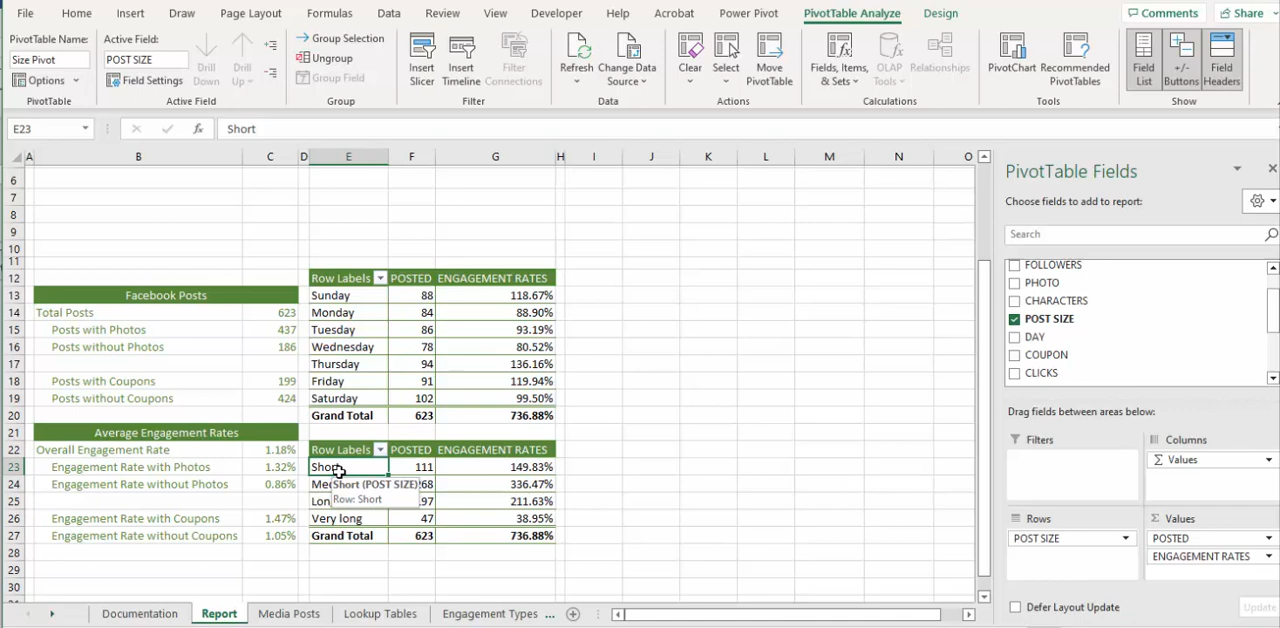 File Home Insert Draw Page Layout Formulas Data Review View Developer Help Acrobat Power Pivot PivotTable Analyze Design Comments Share
PivotTable Name:
Size Pivot
Options
PivotTable
Active Field:
POST SIZE
Field Settings
Drill Down
Drill Up
Active Field
Group Selection
Ungroup
Group Field
Group
Insert Slicer
Insert Timeline
Filter Connections
Filter
Refresh
Change Data Source
Data
Clear
Select
Move PivotTable
Actions
Fields, Items, & Sets
OLAP Tools
Relationships
Calculations
PivotChart
Recommended PivotTables
Tools
Field List
+/- Buttons
Field Headers
Show
E23 fx Short
A B C D E F G H I J K L M N O
6
7
8
9
10
11
12 Row Labels POSTED ENGAGEMENT RATES
13 Facebook Posts Sunday 88 118.67%
14 Total Posts 623 Monday 84 88.90%
15 Posts with Photos 437 Tuesday 86 93.19%
16 Posts without Photos 186 Wednesday 78 80.52%
17 Thursday 94 136.16%
18 Posts with Coupons 199 Friday 91 119.94%
19 Posts without Coupons 424 Saturday 102 99.50%
20 Grand Total 623 736.88%
21 Average Engagement Rates
22 Overall Engagement Rate 1.18% Row Labels POSTED ENGAGEMENT RATES
23 Engagement Rate with Photos 1.32% Short 111 149.83%
24 Engagement Rate without Photos 0.86% 68 336.47%
25 97 211.63%
26 Engagement Rate with Coupons 1.47% Very long 47 38.95%
27 Engagement Rate without Coupons 1.05% Grand Total 623 736.88%
28
29
30
Short (POST SIZE)
Row: Short
Documentation Report Media Posts Lookup Tables Engagement Types ...
PivotTable Fields
Choose fields to add to report:
Search
FOLLOWERS
PHOTO
CHARACTERS
POST SIZE
DAY
COUPON
CLICKS
Drag fields between areas below:
Filters
Columns
Values
Rows
POST SIZE
Values
POSTED
ENGAGEMENT RATES
Defer Layout Update
Update